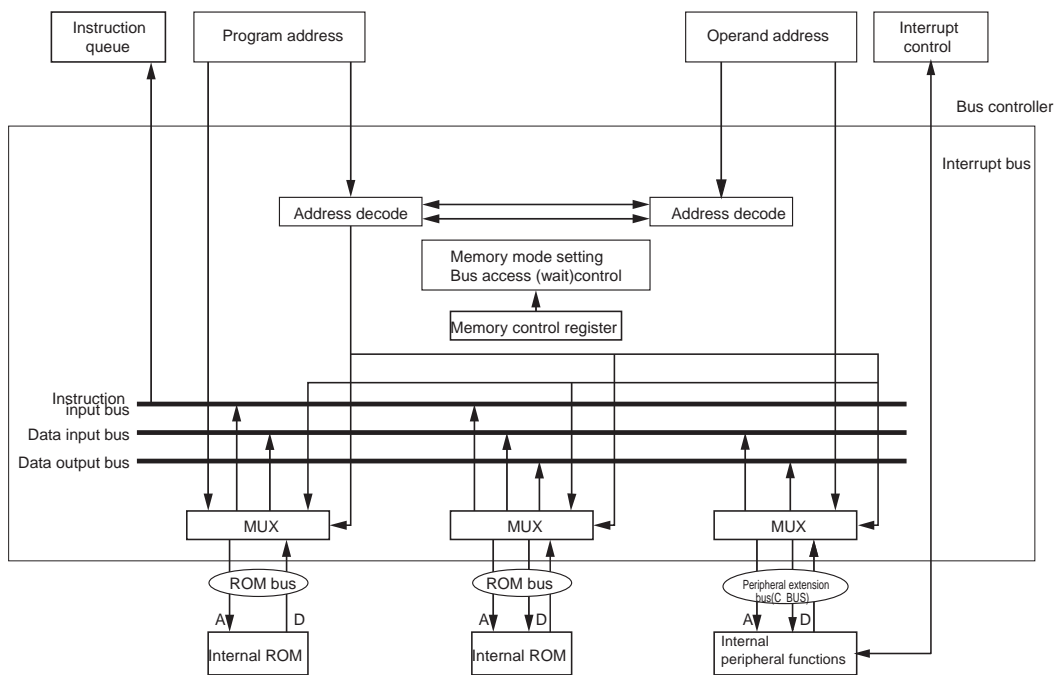 Instruction
queue
Program address
Operand address
Interrupt
control
Bus controller
Interrupt bus
Address decode
Address decode
Memory mode setting
Bus access (wait)control
Memory control register
Instruction
input bus
Data input bus
Data output bus
MUX
MUX
MUX
ROM bus
ROM bus
Peripheral extension
bus(C_BUS)
A
D
A
D
A
D
Internal ROM
Internal ROM
Internal
peripheral functions